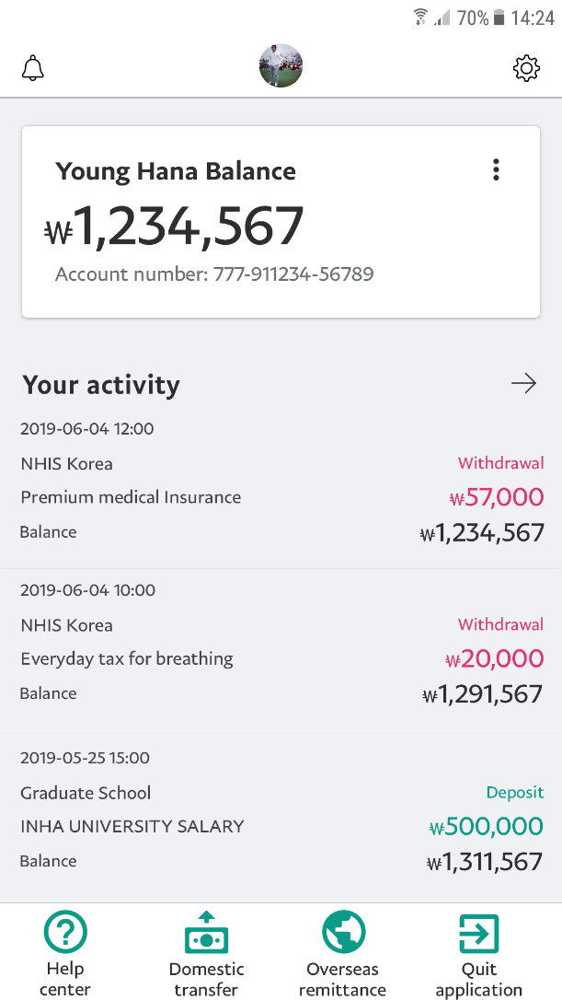 70% 14:24
Young Hana Balance
₩1,234,567
Account number: 777-911234-56789
Your activity
2019-06-04 12:00
NHIS Korea Withdrawal
Premium medical Insurance ₩57,000
Balance ₩1,234,567
2019-06-04 10:00
NHIS Korea Withdrawal
Everyday tax for breathing ₩20,000
Balance ₩1,291,567
2019-05-25 15:00
Graduate School Deposit
INHA UNIVERSITY SALARY ₩500,000
Balance ₩1,311,567
Help center
Domestic transfer
Overseas remittance
Quit application